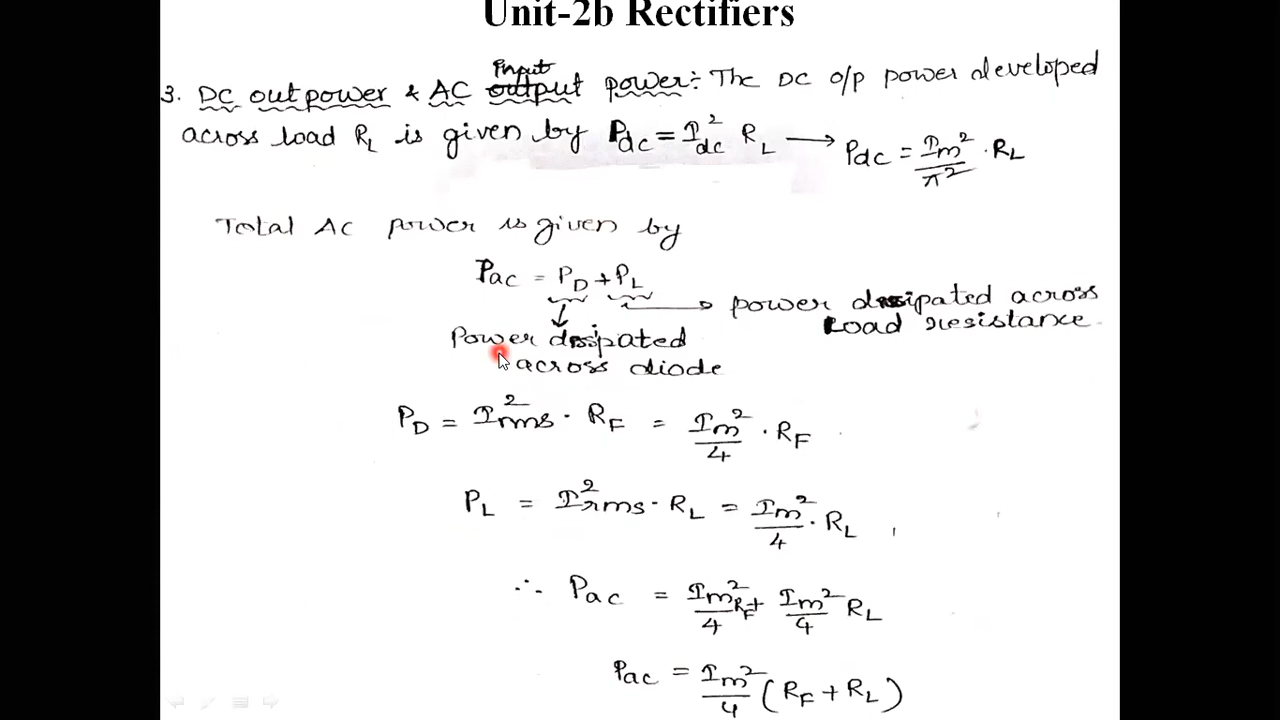 Unit-2b Rectifiers
3. DC outpower & AC output Input power:- The DC o/p power developed
across load RL is given by Pdc = I²dc RL → Pdc = Im²/π² . RL
Total AC power is given by
Pac = PD + PL
→ power dissipated across
Load resistance.
Power dissipated
across diode
PD = I²rms . RF = Im²/4 . RF
PL = I²rms . RL = Im²/4 . RL
∴ Pac = Im²/4 RF + Im²/4 RL
Pac = Im²/4 (RF + RL)